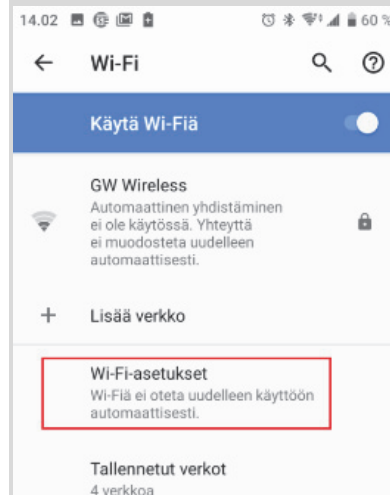 14.02 60 %
Wi-Fi
Käytä Wi-Fiä
GW Wireless
Automaattinen yhdistäminen
ei ole käytössä. Yhteyttä
ei muodosteta uudelleen
automaattisesti.
Lisää verkko
Wi-Fi-asetukset
Wi-Fiä ei oteta uudelleen käyttöön
automaattisesti.
Tallennetut verkot
4 verkkoa